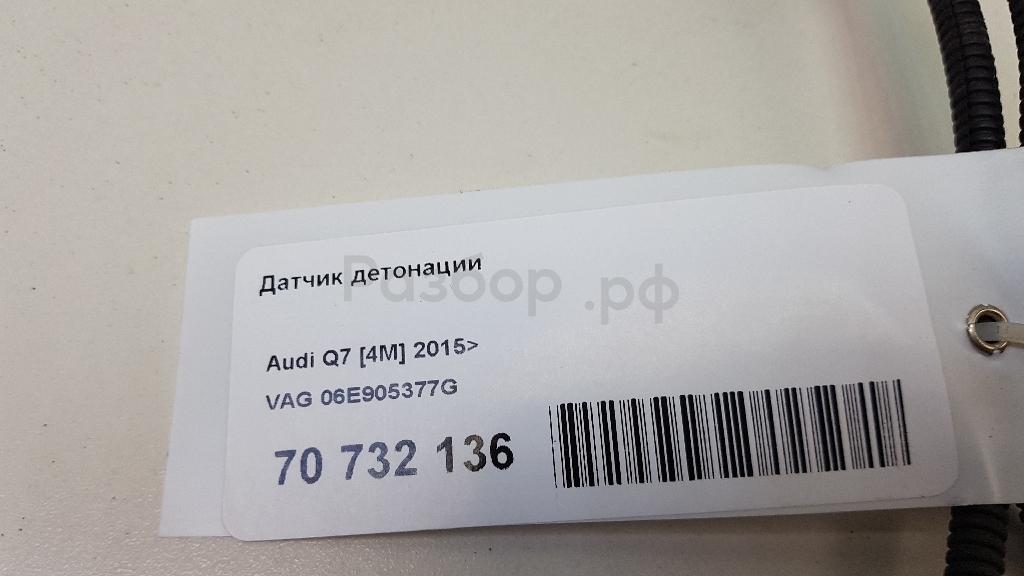 Датчик детонации
Разбор.рф
Audi Q7 [4M] 2015>
VAG 06E905377G
70 732 136